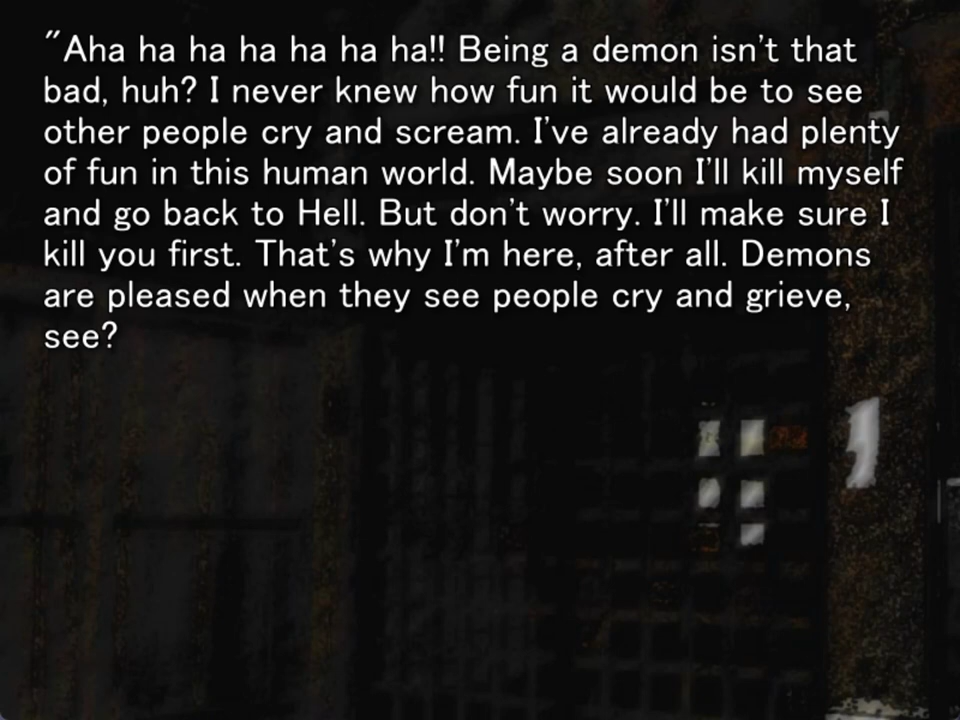 "Aha ha ha ha ha ha ha!! Being a demon isn't that
bad, huh? I never knew how fun it would be to see
other people cry and scream. I've already had plenty
of fun in this human world. Maybe soon I'll kill myself
and go back to Hell. But don't worry. I'll make sure I
kill you first. That's why I'm here, after all. Demons
are pleased when they see people cry and grieve,
see?